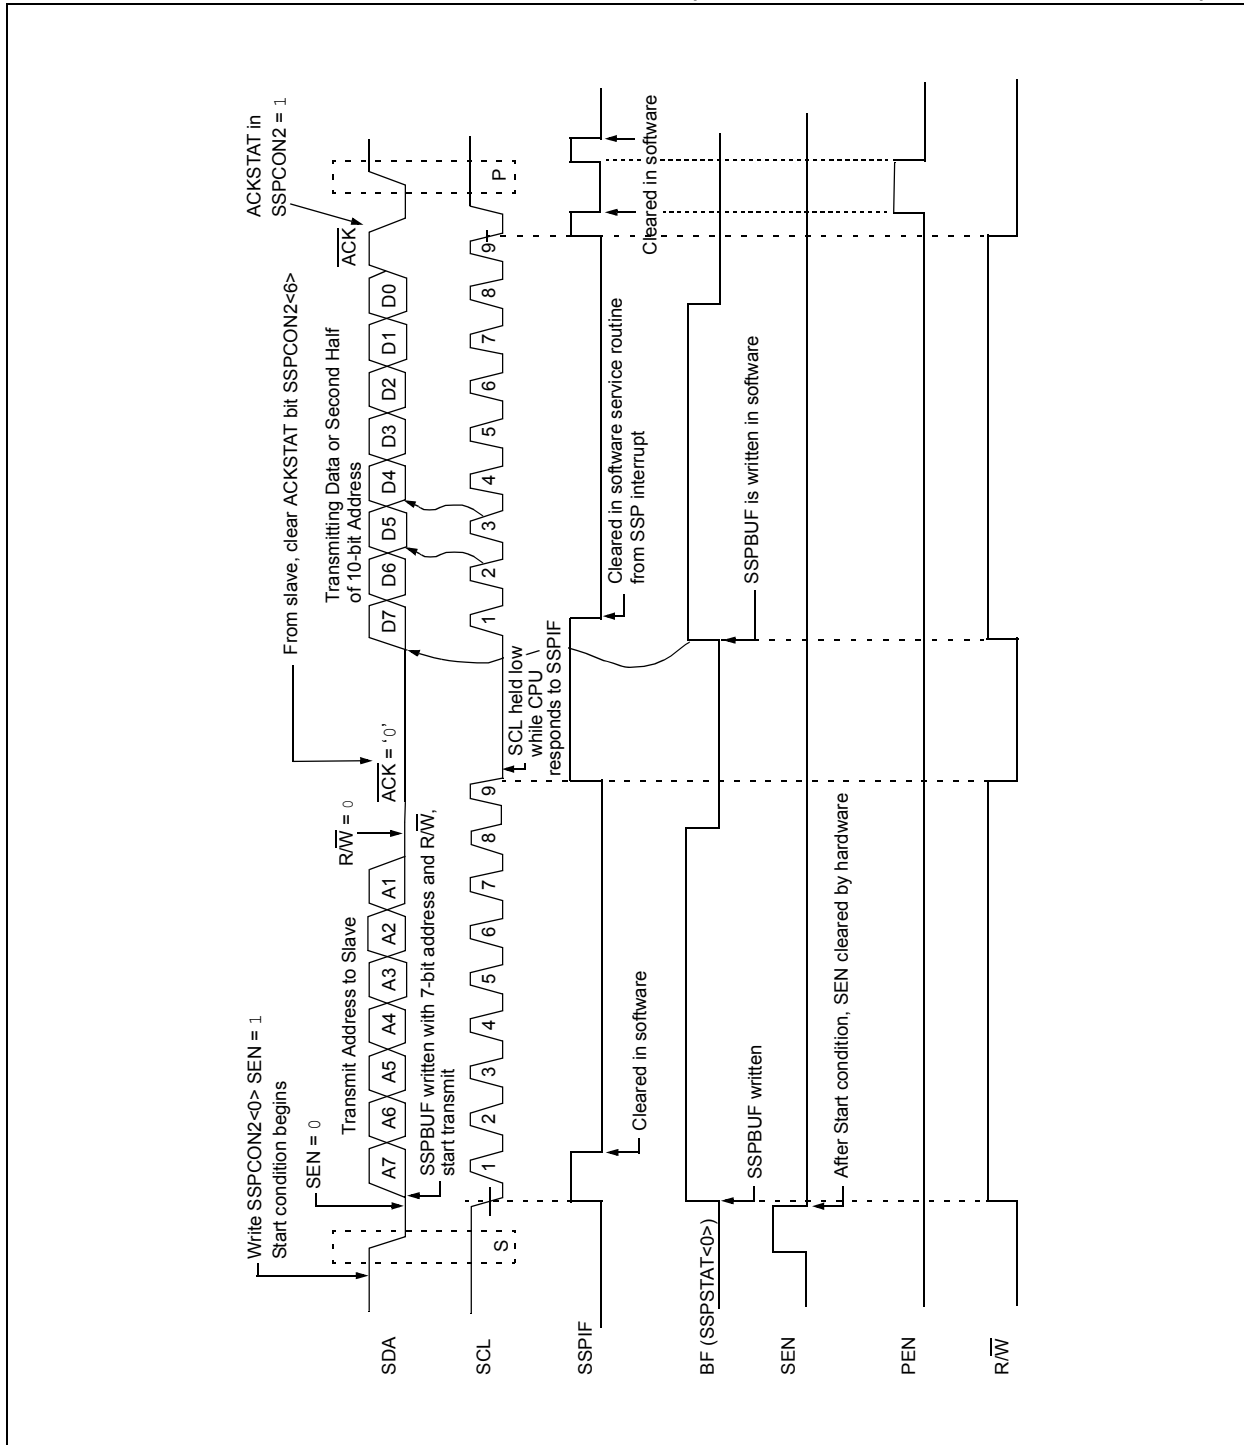 Write SSPCON2<0> SEN = 1
Start condition begins
SEN = 0
Transmit Address to Slave
R/W = 0
From slave, clear ACKSTAT bit SSPCON2<6>
ACK = ‘0’
Transmitting Data or Second Half
of 10-bit Address
ACK
ACKSTAT in
SSPCON2 = 1
SDA
A7 A6 A5 A4 A3 A2 A1
D7 D6 D5 D4 D3 D2 D1 D0
SSPBUF written with 7-bit address and R/W,
start transmit
SCL
S
1 2 3 4 5 6 7 8 9
1 2 3 4 5 6 7 8 9
P
SCL held low
while CPU
responds to SSPIF
SSPIF
Cleared in software
Cleared in software service routine
from SSP interrupt
Cleared in software
BF (SSPSTAT<0>)
SSPBUF written
SSPBUF is written in software
SEN
After Start condition, SEN cleared by hardware
PEN
R/W